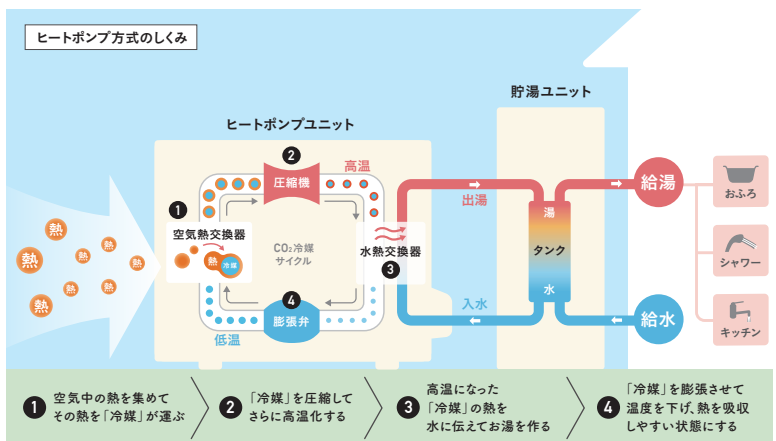 ヒートポンプ方式のしくみ
貯湯ユニット
ヒートポンプユニット
2
圧縮機
高温
1
空気熱交換器
熱
冷媒
CO₂冷媒
サイクル
水熱交換器
3
4
膨張弁
低温
出湯
入水
湯
タンク
水
給湯
給水
おふろ
シャワー
キッチン
熱
熱
熱
熱
熱
熱
熱
熱
1
空気中の熱を集めて
その熱を「冷媒」が運ぶ
2
「冷媒」を圧縮して
さらに高温化する
3
高温になった
「冷媒」の熱を
水に伝えてお湯を作る
4
「冷媒」を膨張させて
温度を下げ、熱を吸収
しやすい状態にする